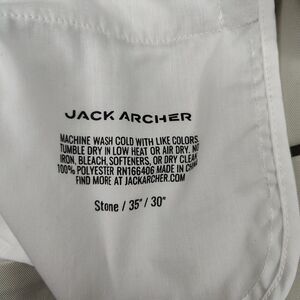 JACK ARCHER
MACHINE WASH COLD WITH LIKE COLORS.
TUMBLE DRY IN LOW HEAT OR AIR DRY. NO
IRON, BLEACH, SOFTENERS, OR DRY CLEAN.
100% POLYESTER RN166406 MADE IN CHINA
FIND MORE AT JACKARCHER.COM
Stone / 35" / 30"